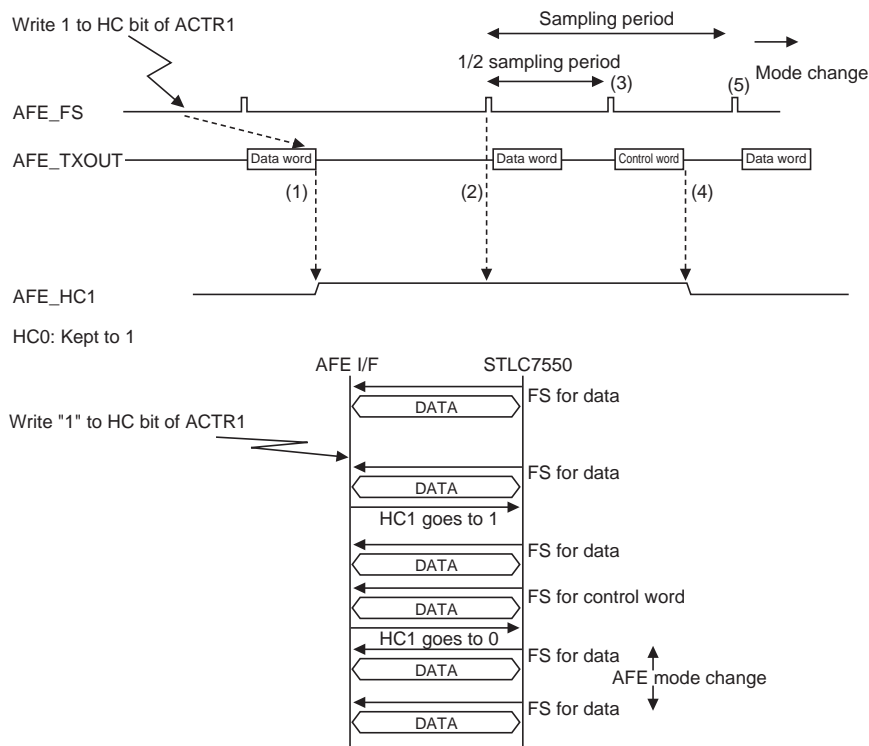 Write 1 to HC bit of ACTR1
Sampling period
1/2 sampling period
Mode change
(3)
(5)
AFE_FS
AFE_TXOUT
Data word
Data word
Control word
Data word
(1)
(2)
(4)
AFE_HC1
HC0: Kept to 1
AFE I/F
STLC7550
FS for data
DATA
Write "1" to HC bit of ACTR1
FS for data
DATA
HC1 goes to 1
FS for data
DATA
FS for control word
DATA
HC1 goes to 0
FS for data
DATA
AFE mode change
FS for data
DATA